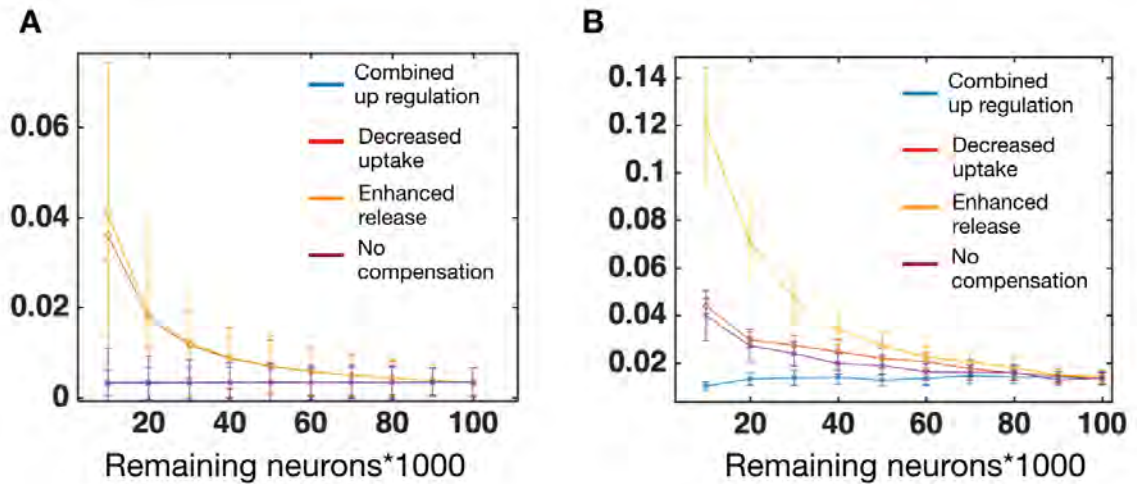 A
0.06
0.04
0.02
0
20 40 60 80 100
Remaining neurons*1000
Combined
up regulation
Decreased
uptake
Enhanced
release
No
compensation
B
0.14
0.12
0.1
0.08
0.06
0.04
0.02
20 40 60 80 100
Remaining neurons*1000
Combined
up regulation
Decreased
uptake
Enhanced
release
No
compensation